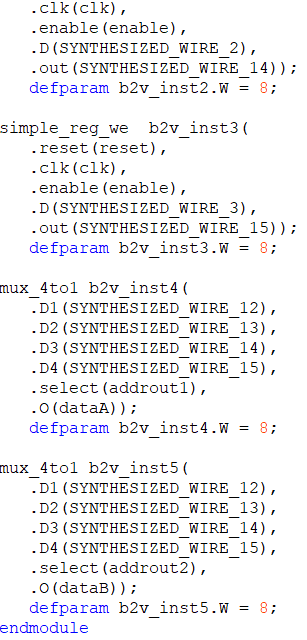 .clk(clk),
.enable(enable),
.D(SYNTHESIZED_WIRE_2),
.out(SYNTHESIZED_WIRE_14));
defparam b2v_inst2.W = 8;
simple_reg_we  b2v_inst3(
.reset(reset),
.clk(clk),
.enable(enable),
.D(SYNTHESIZED_WIRE_3),
.out(SYNTHESIZED_WIRE_15));
defparam b2v_inst3.W = 8;
mux_4to1 b2v_inst4(
.D1(SYNTHESIZED_WIRE_12),
.D2(SYNTHESIZED_WIRE_13),
.D3(SYNTHESIZED_WIRE_14),
.D4(SYNTHESIZED_WIRE_15),
.select(addrout1),
.O(dataA));
defparam b2v_inst4.W = 8;
mux_4to1 b2v_inst5(
.D1(SYNTHESIZED_WIRE_12),
.D2(SYNTHESIZED_WIRE_13),
.D3(SYNTHESIZED_WIRE_14),
.D4(SYNTHESIZED_WIRE_15),
.select(addrout2),
.O(dataB));
defparam b2v_inst5.W = 8;
endmodule